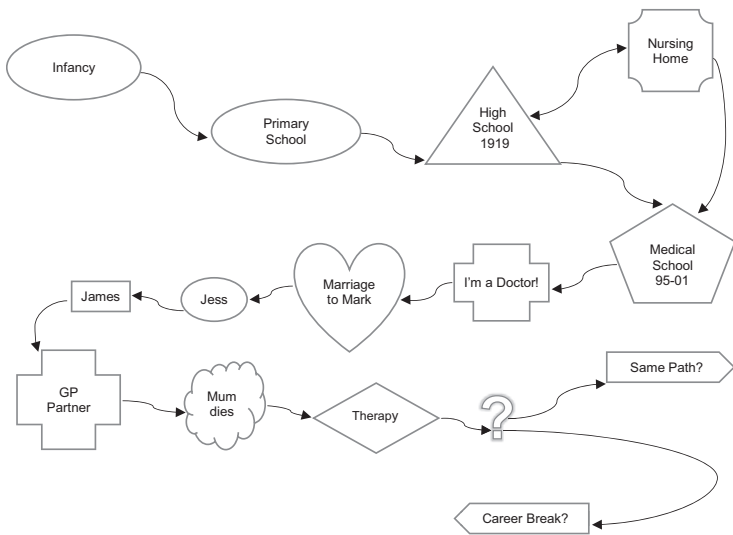 Infancy
Primary
School
High
School
1919
Nursing
Home
Medical
School
95-01
I'm a Doctor!
Marriage
to Mark
Jess
James
GP
Partner
Mum
dies
Therapy
?
Same Path?
Career Break?